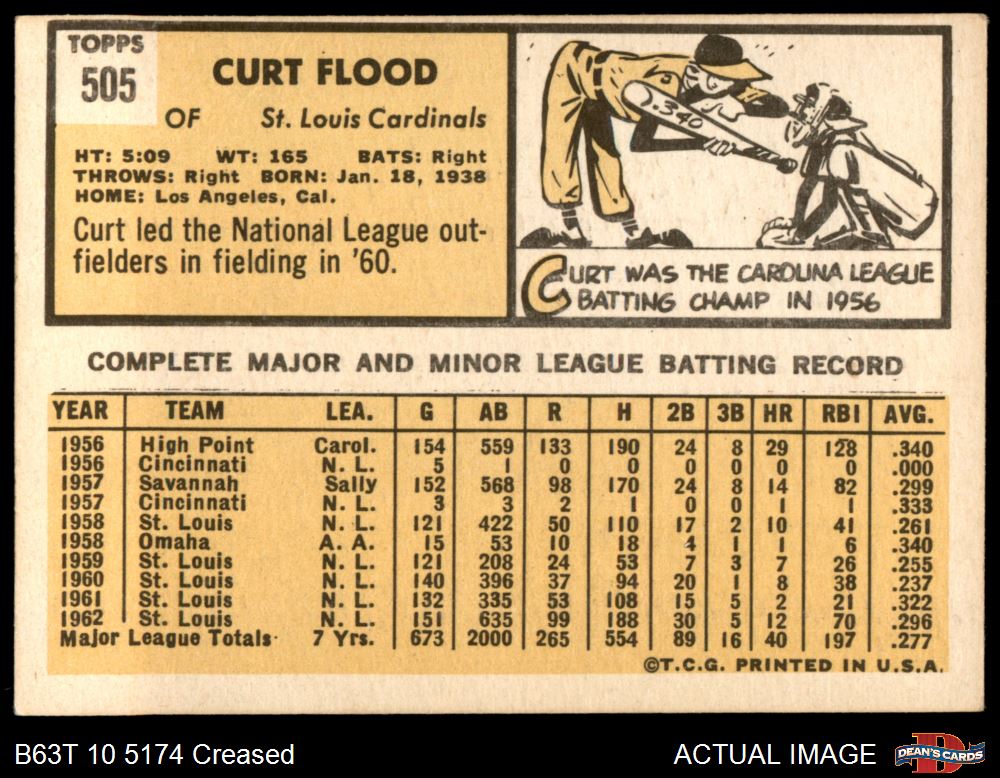 TOPPS
505
CURT FLOOD
OF St. Louis Cardinals
HT: 5:09 WT: 165 BATS: Right
THROWS: Right BORN: Jan. 18, 1938
HOME: Los Angeles, Cal.
Curt led the National League out-
fielders in fielding in '60.
.340
CURT WAS THE CAROLINA LEAGUE
BATTING CHAMP IN 1956
COMPLETE MAJOR AND MINOR LEAGUE BATTING RECORD
YEAR TEAM LEA. G AB R H 2B 3B HR RBI AVG.
1956 High Point Carol. 154 559 133 190 24 8 29 128 .340
1956 Cincinnati N. L. 5 1 0 0 0 0 0 0 .000
1957 Savannah Sally 152 568 98 170 24 8 14 82 .299
1957 Cincinnati N. L. 3 3 2 1 0 0 1 1 .333
1958 St. Louis N. L. 121 422 50 110 17 2 10 41 .261
1958 Omaha A. A. 15 53 10 18 4 1 1 6 .340
1959 St. Louis N. L. 121 208 24 53 7 3 7 26 .255
1960 St. Louis N. L. 140 396 37 94 20 1 8 38 .237
1961 St. Louis N. L. 132 335 53 108 15 5 2 21 .322
1962 St. Louis N. L. 151 635 99 188 30 5 12 70 .296
Major League Totals 7 Yrs. 673 2000 265 554 89 16 40 197 .277
©T.C.G. PRINTED IN U.S.A.
B63T 10 5174 Creased ACTUAL IMAGE DEAN'S CARDS